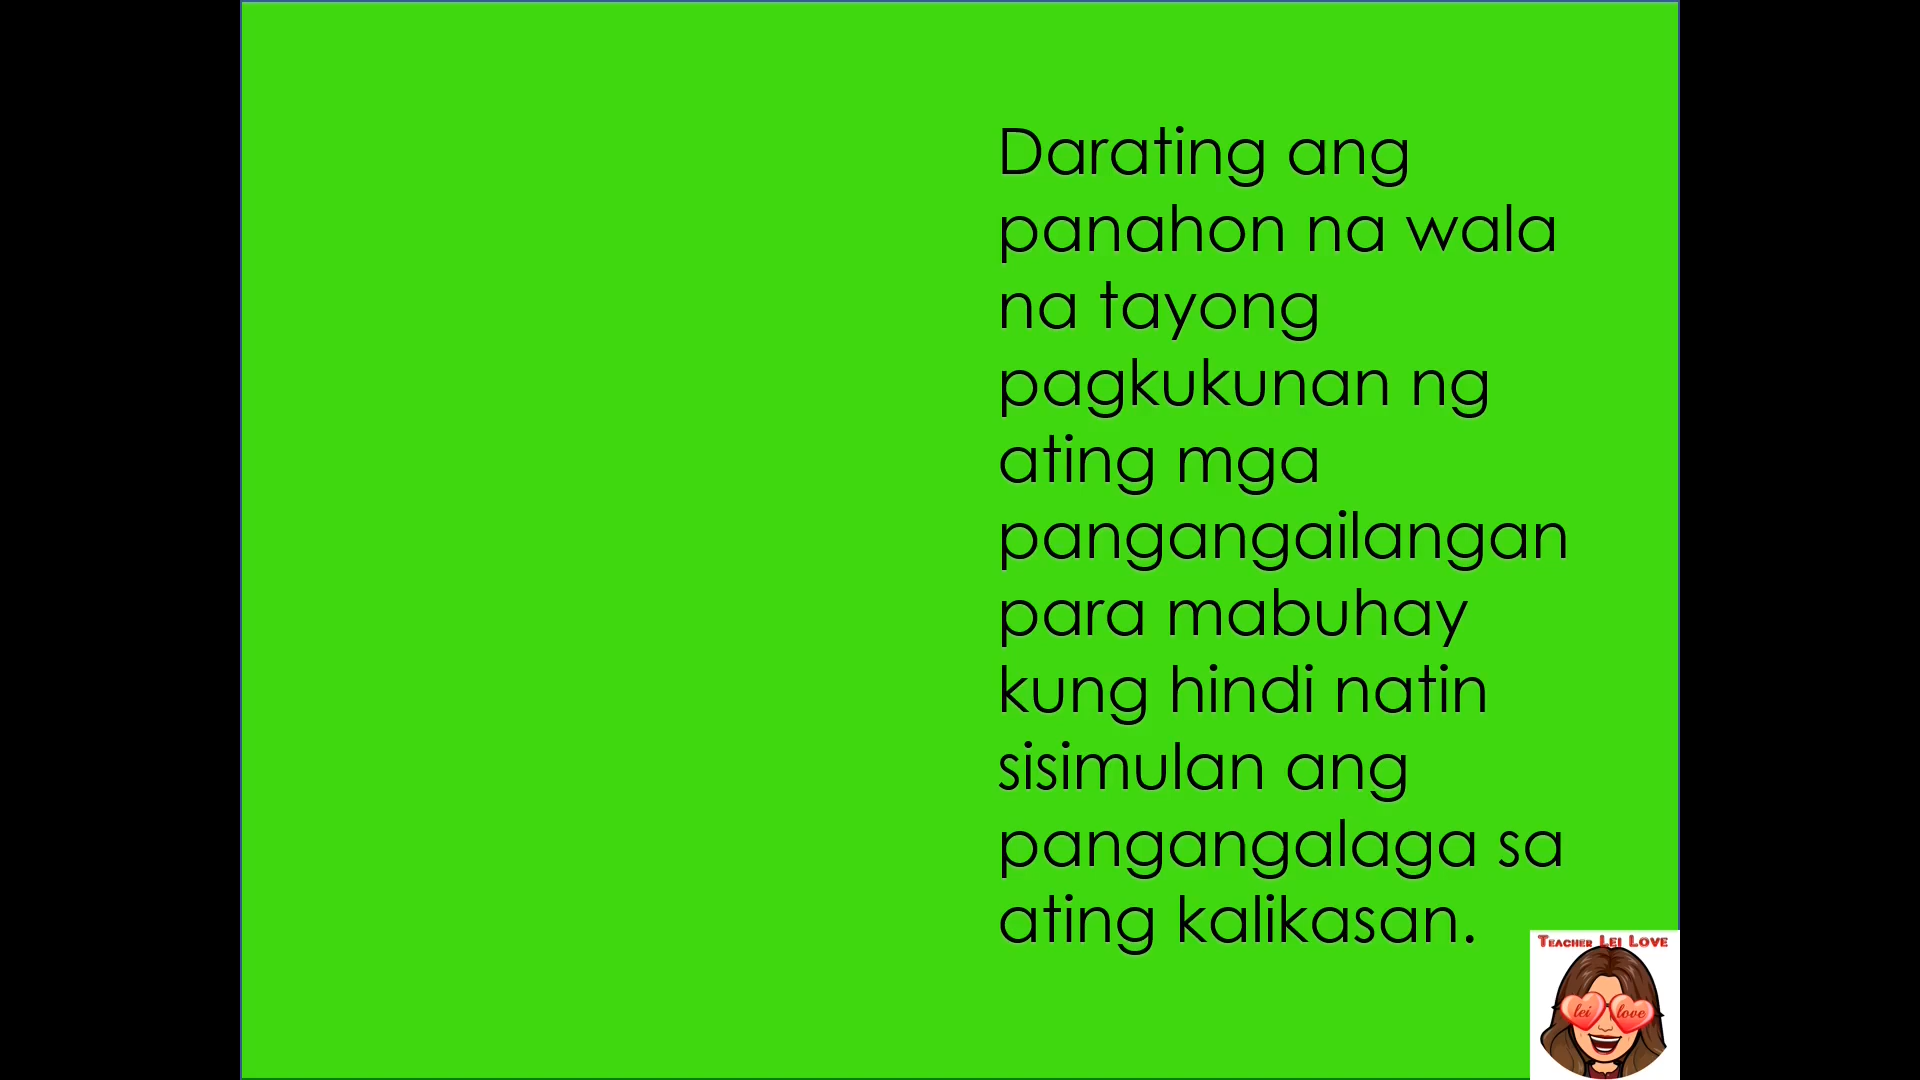 Darating ang
panahon na wala
na tayong
pagkukunan ng
ating mga
pangangailangan
para mabuhay
kung hindi natin
sisimulan ang
pangangalaga sa
ating kalikasan.
TEACHER LEI LOVE
lei love